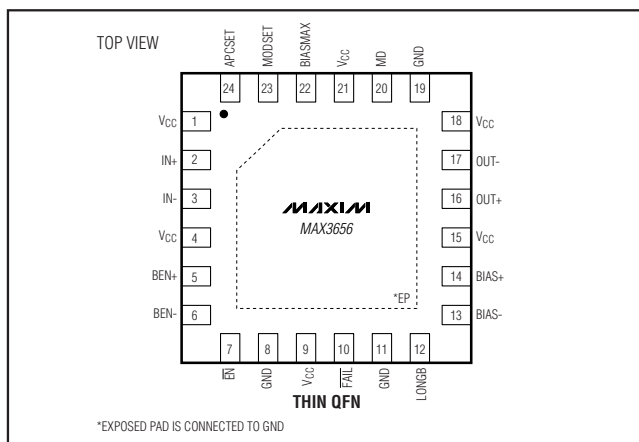 TOP VIEW
APCSET
MODSET
BIASMAX
VCC
MD
GND
24
23
22
21
20
19
VCC 1
IN+ 2
IN- 3
VCC 4
BEN+ 5
BEN- 6
18 VCC
17 OUT-
16 OUT+
15 VCC
14 BIAS+
13 BIAS-
MAXIM
MAX3656
*EP
7
8
9
10
11
12
EN
GND
VCC
FAIL
GND
LONGB
THIN QFN
*EXPOSED PAD IS CONNECTED TO GND